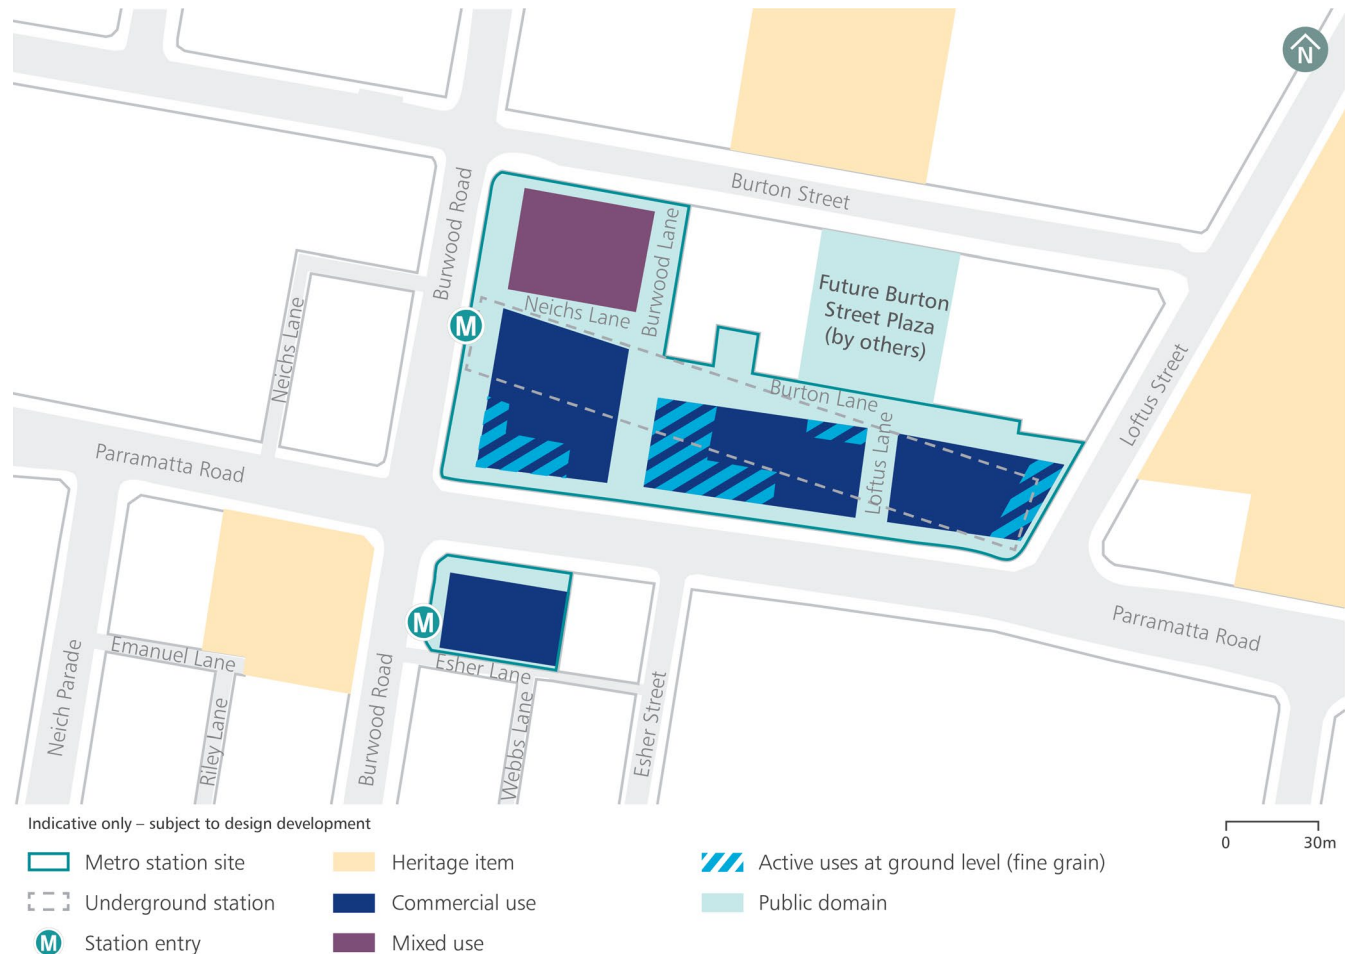 N
Burton Street
Burwood Road
Burwood Lane
Neichs Lane
Future Burton
Street Plaza
(by others)
M
Neichs Lane
Burton Lane
Loftus Street
Loftus Lane
Parramatta Road
M
Parramatta Road
Emanuel Lane
Esher Lane
Neich Parade
Riley Lane
Burwood Road
Webbs Lane
Esher Street
Indicative only – subject to design development
0 30m
Metro station site
Heritage item
Active uses at ground level (fine grain)
Underground station
Commercial use
Public domain
M Station entry
Mixed use